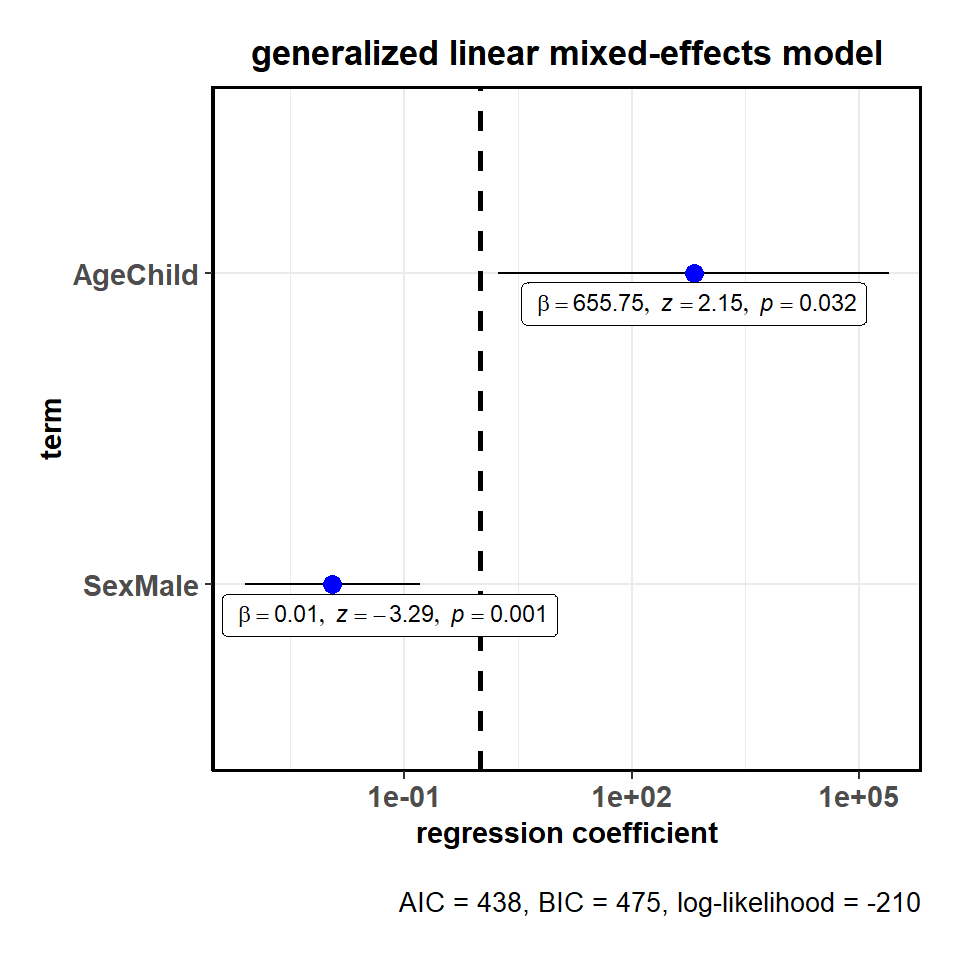 generalized linear mixed-effects model
AgeChild
β = 655.75, z = 2.15, p = 0.032
term
SexMale
β = 0.01, z = −3.29, p = 0.001
1e-01 1e+02 1e+05
regression coefficient
AIC = 438, BIC = 475, log-likelihood = -210